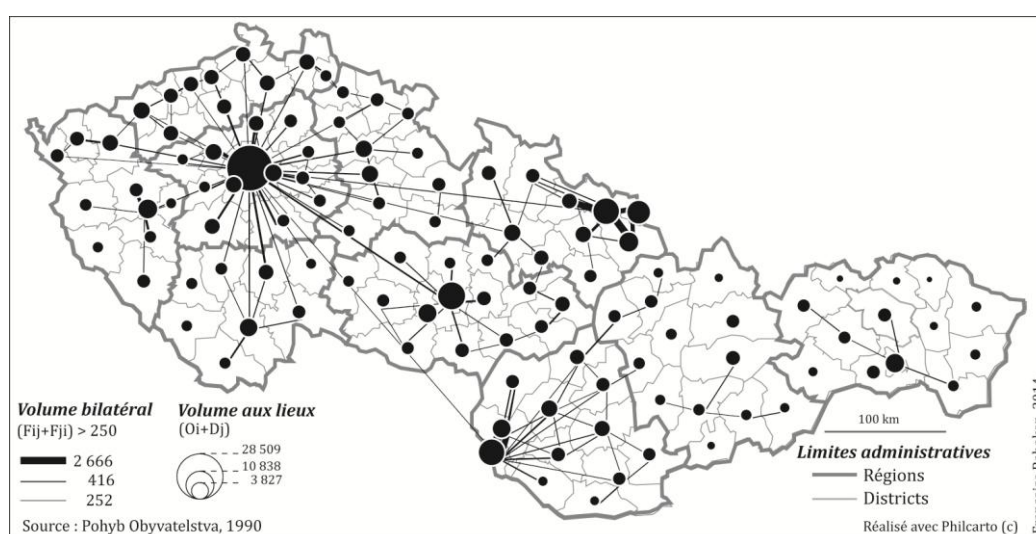 Volume bilatéral
(Fij+Fji) > 250
2 666
416
252
Volume aux lieux
(Oi+Dj)
28 509
10 838
3 827
Source : Pohyb Obyvatelstva, 1990
100 km
Limites administratives
Régions
Districts
Réalisé avec Philcarto (c)